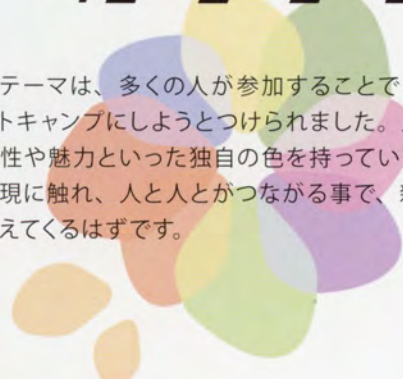 テーマは、多くの人が参加することで
トキャンプにしようとつけられました。
性や魅力といった独自の色を持ってい
現に触れ、人と人とがつながる事で、
えてくるはずです。